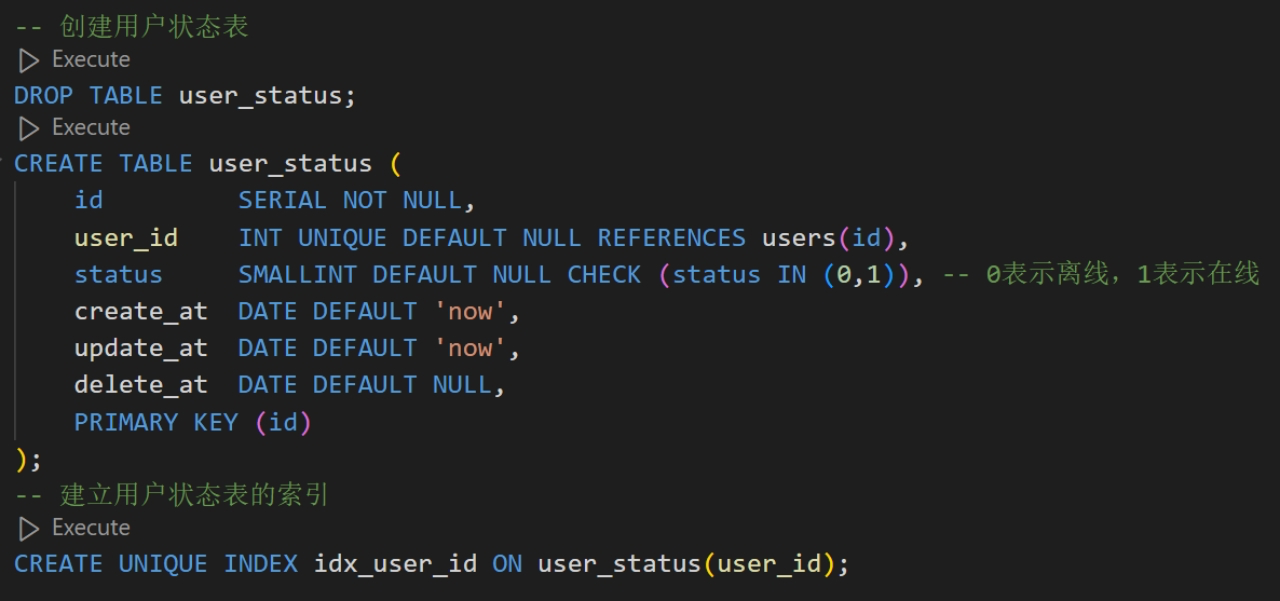 -- 创建用户状态表
Execute
DROP TABLE user_status;
Execute
CREATE TABLE user_status (
    id         SERIAL NOT NULL,
    user_id    INT UNIQUE DEFAULT NULL REFERENCES users(id),
    status     SMALLINT DEFAULT NULL CHECK (status IN (0,1)), -- 0表示离线，1表示在线
    create_at  DATE DEFAULT 'now',
    update_at  DATE DEFAULT 'now',
    delete_at  DATE DEFAULT NULL,
    PRIMARY KEY (id)
);
-- 建立用户状态表的索引
Execute
CREATE UNIQUE INDEX idx_user_id ON user_status(user_id);